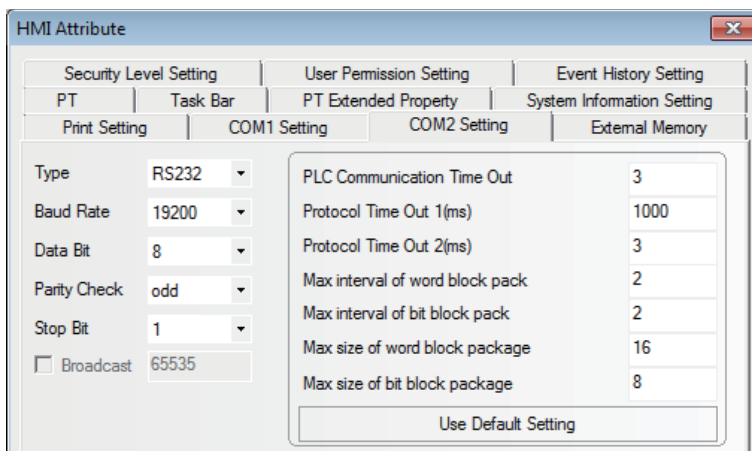 HMI Attribute
Security Level Setting User Permission Setting Event History Setting
PT Task Bar PT Extended Property System Information Setting
Print Setting COM1 Setting COM2 Setting External Memory
Type RS232
Baud Rate 19200
Data Bit 8
Parity Check odd
Stop Bit 1
Broadcast 65535
PLC Communication Time Out 3
Protocol Time Out 1(ms) 1000
Protocol Time Out 2(ms) 3
Max interval of word block pack 2
Max interval of bit block pack 2
Max size of word block package 16
Max size of bit block package 8
Use Default Setting